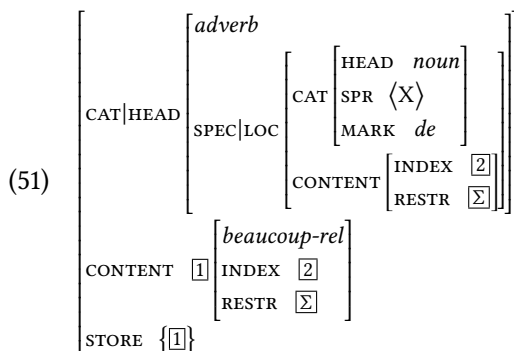 adverb
HEAD noun
CAT SPR ⟨X⟩
CAT|HEAD MARK de
SPEC|LOC
INDEX 2
CONTENT
RESTR Σ
(51)
beaucoup-rel
CONTENT 1 INDEX 2
RESTR Σ
STORE {1}